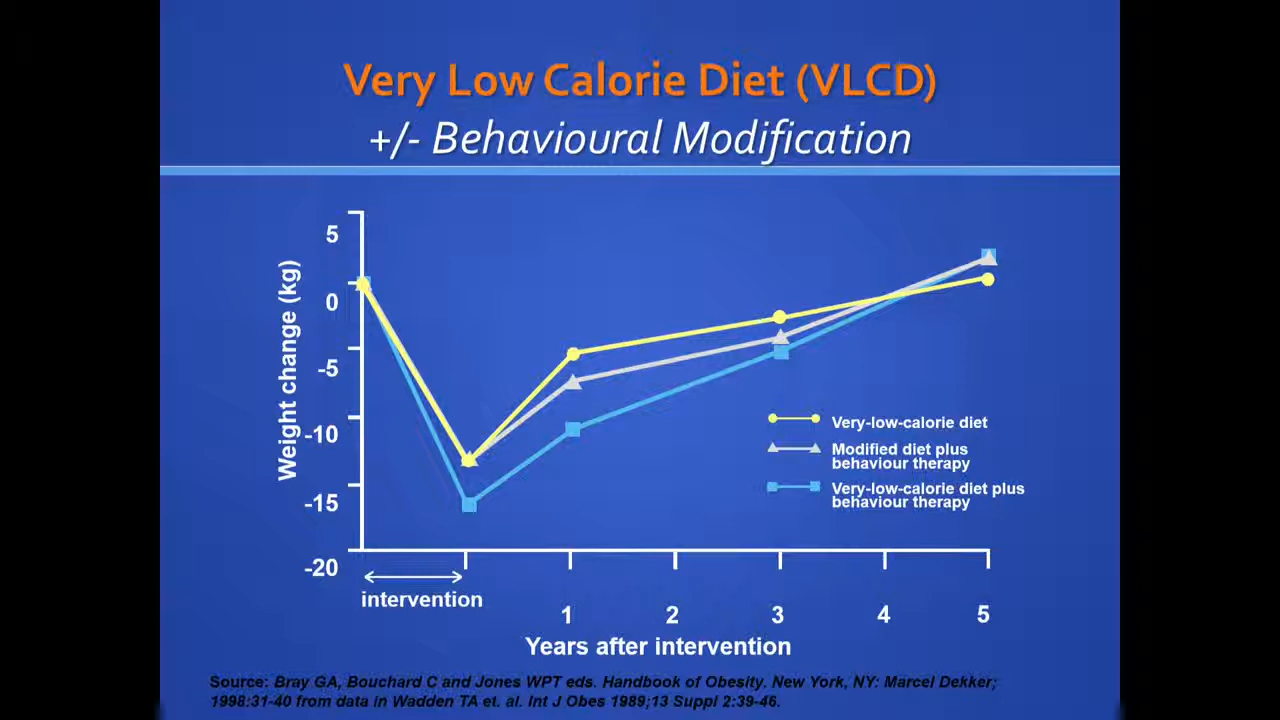 Very Low Calorie Diet (VLCD)
+/- Behavioural Modification
Weight change (kg)
5
0
-5
-10
-15
-20
Very-low-calorie diet
Modified diet plus
behaviour therapy
Very-low-calorie diet plus
behaviour therapy
intervention
1 2 3 4 5
Years after intervention
Source: Bray GA, Bouchard C and Jones WPT eds. Handbook of Obesity. New York, NY: Marcel Dekker;
1998:31-40 from data in Wadden TA et. al. Int J Obes 1989;13 Suppl 2:39-46.